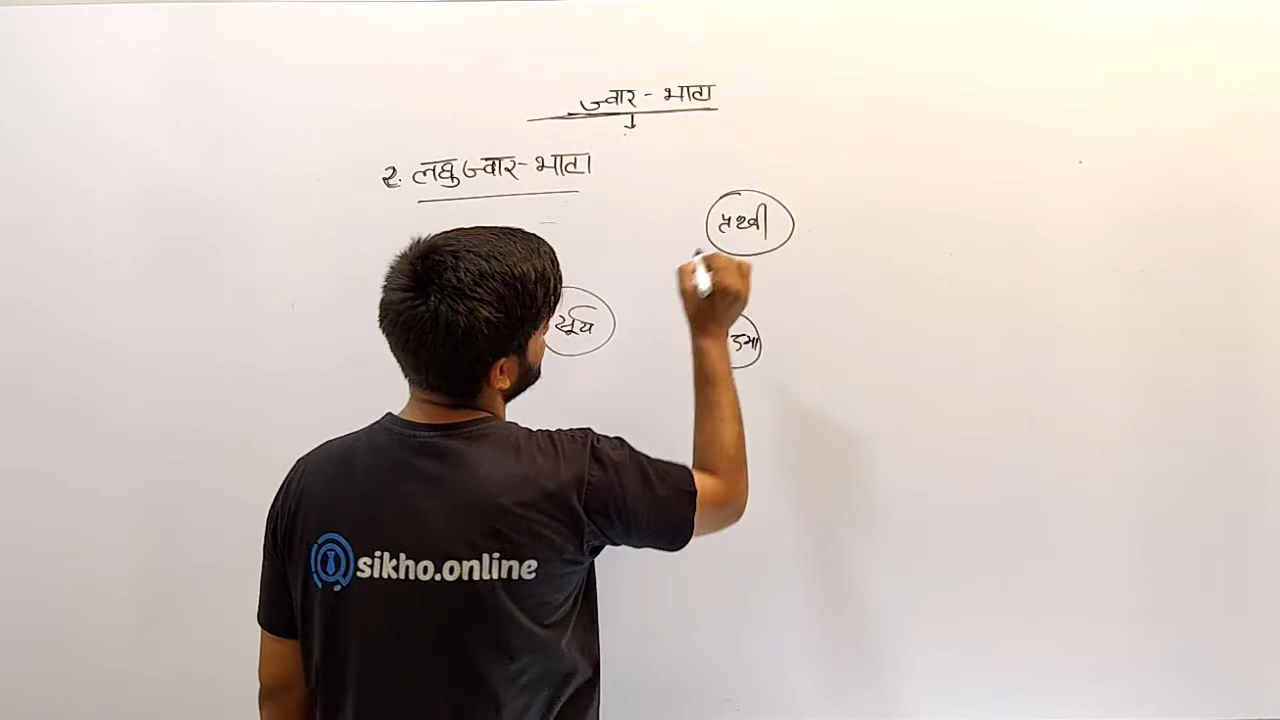 ज्वार-भाटा
२. लघु ज्वार-भाटा
पृथ्वी
सूर्य
sikho.online